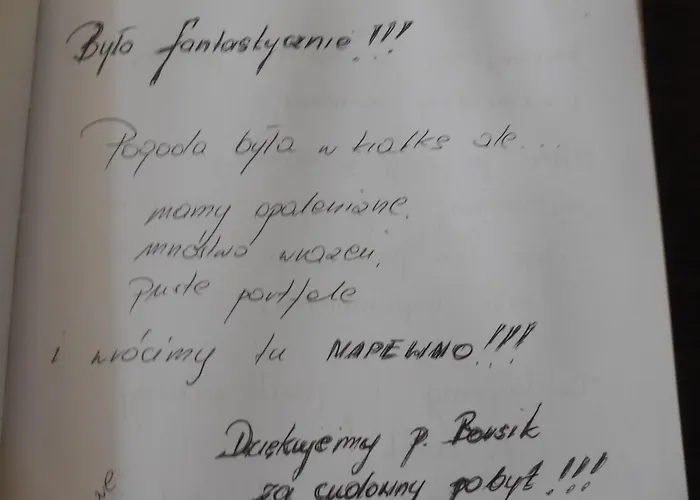 Było fantastycznie!!!
Pogoda była w kratkę ale...
mamy opalenizne,
mnóstwo wrażeń,
puste portfele
i wrócimy tu NAPEWNO!!!
Dziękujemy p. Borsik
za cudowny pobyt!!!